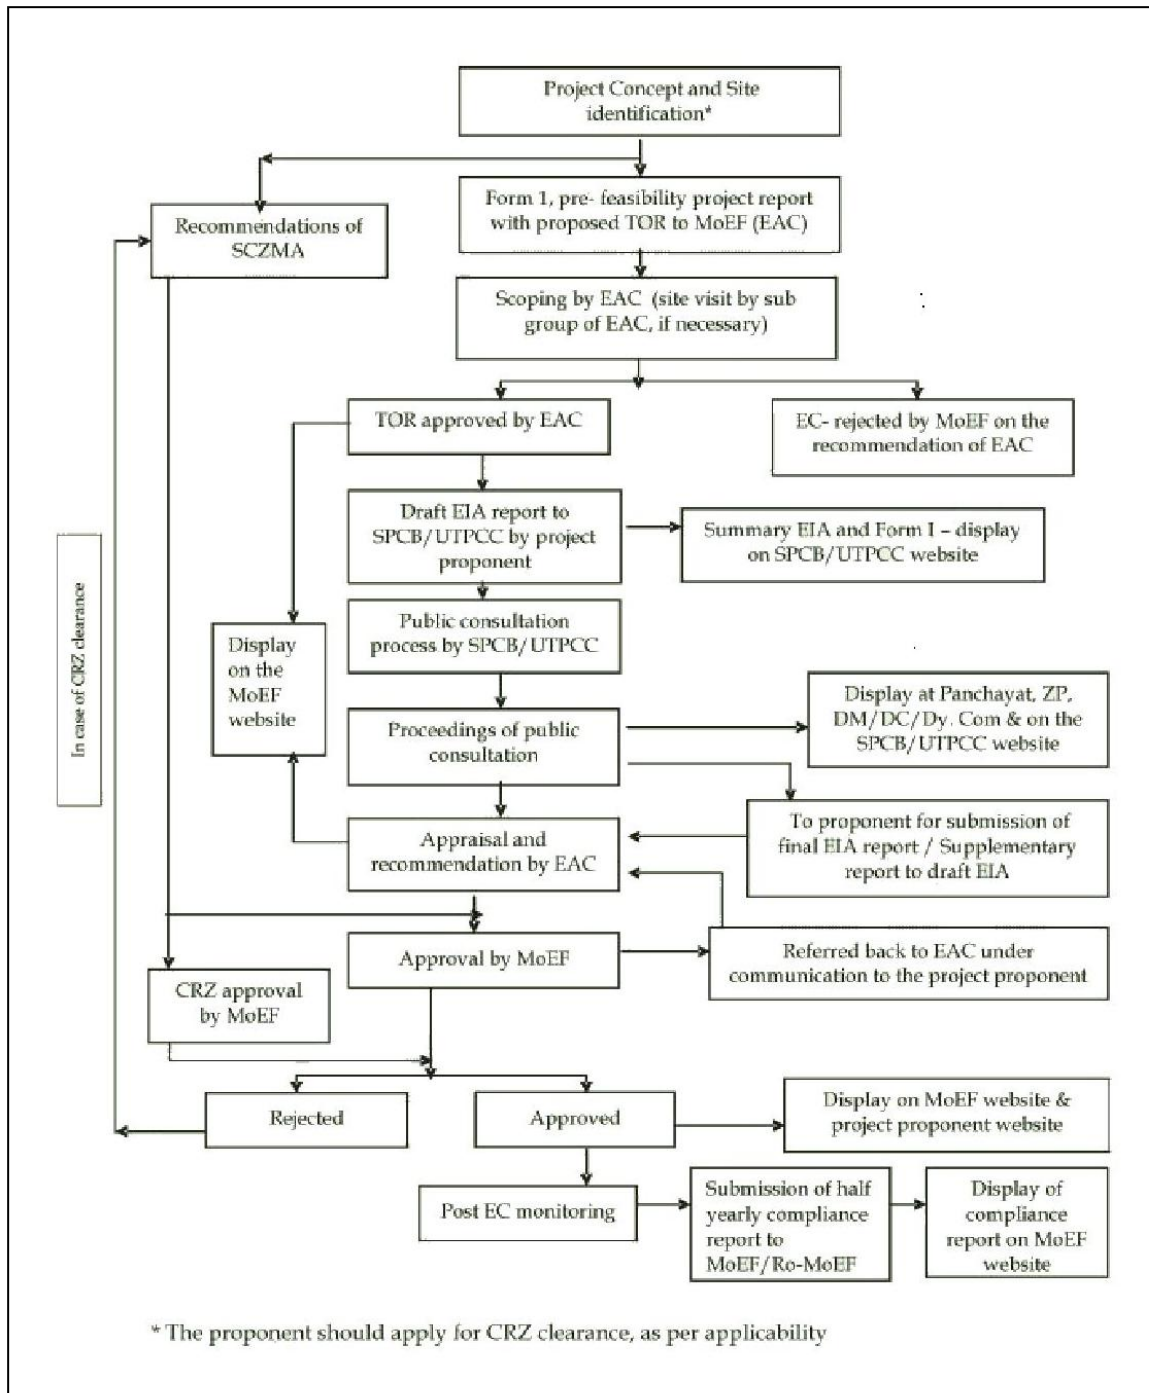 Project Concept and Site
identification*
Form 1, pre- feasibility project report
with proposed TOR to MoEF (EAC)
Recommendations of
SCZMA
Scoping by EAC (site visit by sub
group of EAC, if necessary)
TOR approved by EAC
EC- rejected by MoEF on the
recommendation of EAC
Draft EIA report to
SPCB/UTPCC by project
proponent
Summary EIA and Form I – display
on SPCB/UTPCC website
Public consultation
process by SPCB/UTPCC
Display
on the
MoEF
website
In case of CRZ clearance
Proceedings of public
consultation
Display at Panchayat, ZP,
DM/DC/Dy. Com & on the
SPCB/UTPCC website
Appraisal and
recommendation by EAC
To proponent for submission of
final EIA report / Supplementary
report to draft EIA
Approval by MoEF
Referred back to EAC under
communication to the project proponent
CRZ approval
by MoEF
Rejected
Approved
Display on MoEF website &
project proponent website
Post EC monitoring
Submission of half
yearly compliance
report to
MoEF/Ro-MoEF
Display of
compliance
report on MoEF
website
* The proponent should apply for CRZ clearance, as per applicability